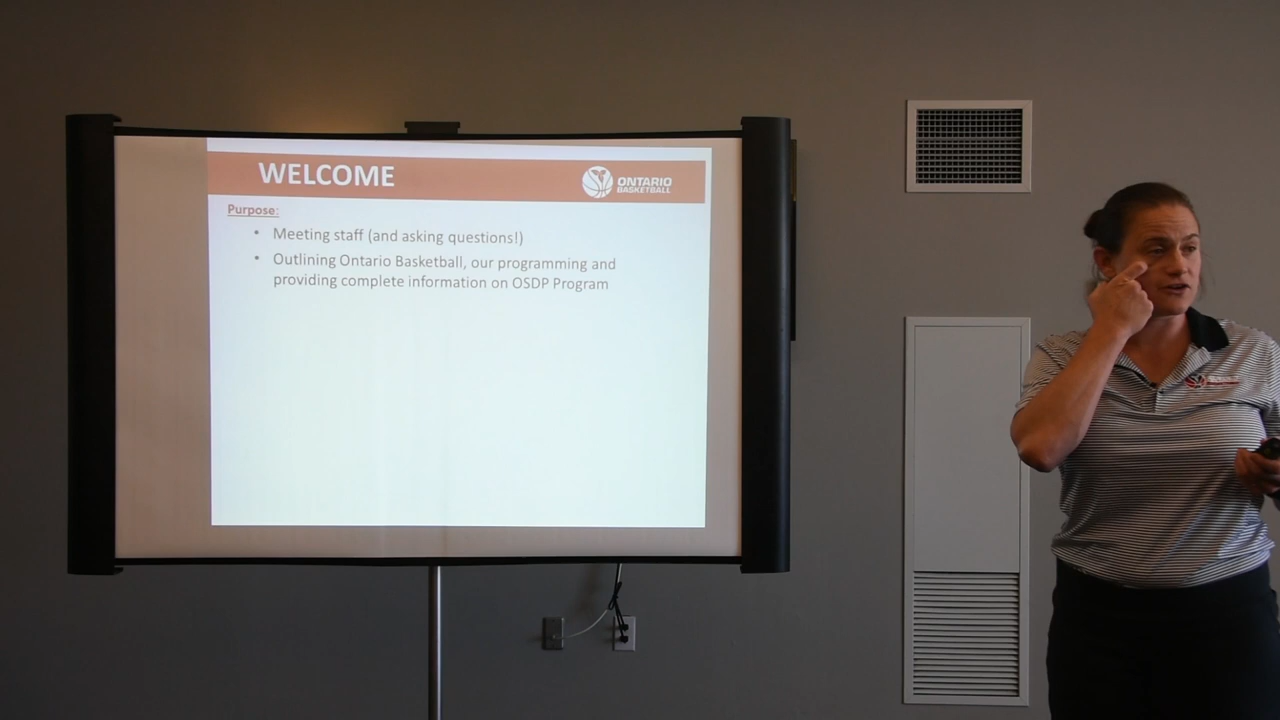 WELCOME
ONTARIO
BASKETBALL
Purpose:
• Meeting staff (and asking questions!)
• Outlining Ontario Basketball, our programming and
providing complete information on OSDP Program